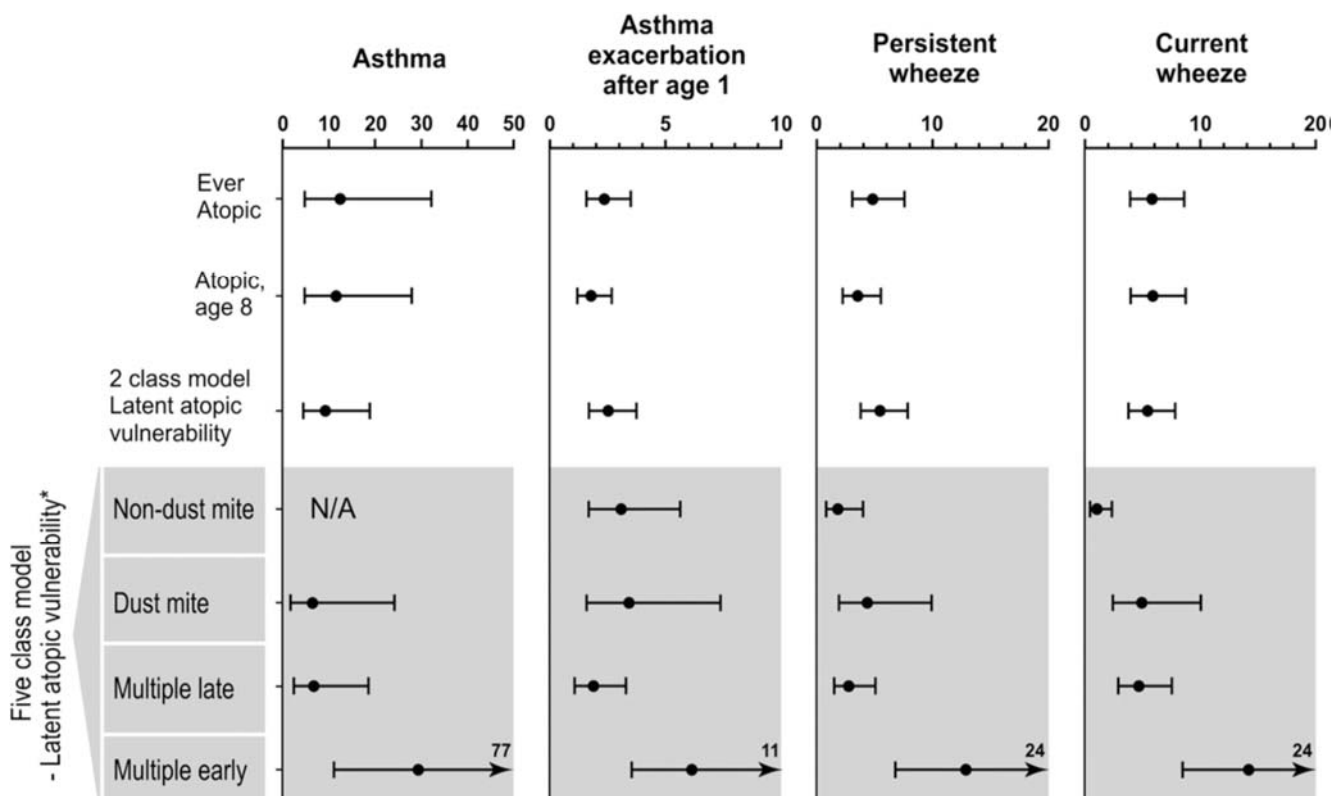 Asthma
Asthma
exacerbation
after age 1
Persistent
wheeze
Current
wheeze
0 10 20 30 40 50
0 5 10
0 10 20
0 10 20
Ever
Atopic
Atopic,
age 8
2 class model
Latent atopic
vulnerability
Five class model
- Latent atopic vulnerability*
Non-dust mite
N/A
Dust mite
Multiple late
Multiple early
77
11
24
24